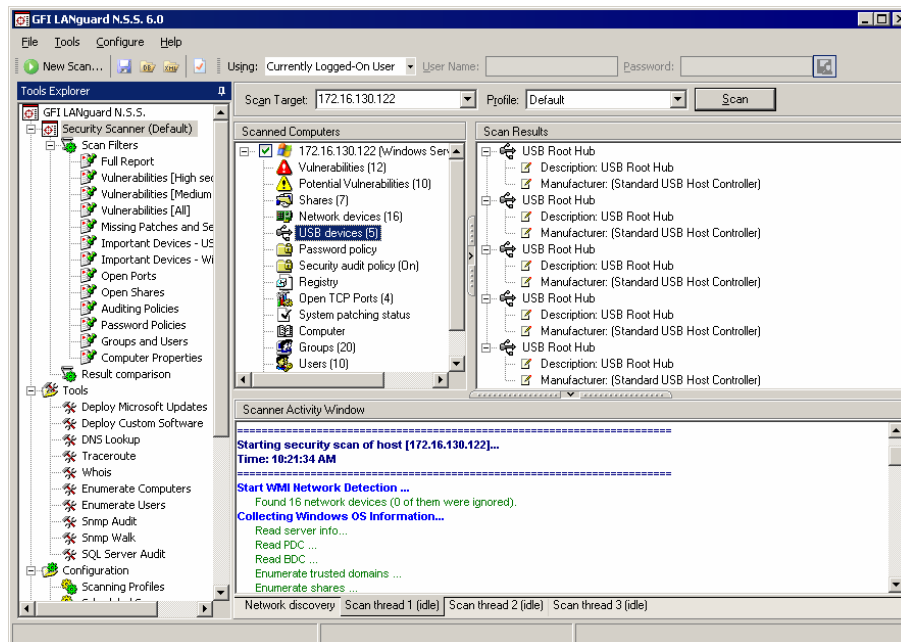 GFI LANguard N.S.S. 6.0
File Tools Configure Help
New Scan... Using: Currently Logged-On User User Name: Password:
Tools Explorer
GFI LANguard N.S.S.
Security Scanner (Default)
Scan Filters
Full Report
Vulnerabilities [High sec
Vulnerabilities [Medium
Vulnerabilities [All]
Missing Patches and Se
Important Devices - US
Important Devices - Wi
Open Ports
Open Shares
Auditing Policies
Password Policies
Groups and Users
Computer Properties
Result comparison
Tools
Deploy Microsoft Updates
Deploy Custom Software
DNS Lookup
Traceroute
Whois
Enumerate Computers
Enumerate Users
Snmp Audit
Snmp Walk
SQL Server Audit
Configuration
Scanning Profiles
Scan Target: 172.16.130.122 Profile: Default Scan
Scanned Computers
172.16.130.122 (Windows Serv
Vulnerabilities (12)
Potential Vulnerabilities (10)
Shares (7)
Network devices (16)
USB devices (5)
Password policy
Security audit policy (On)
Registry
Open TCP Ports (4)
System patching status
Computer
Groups (20)
Users (10)
Scan Results
USB Root Hub
Description: USB Root Hub
Manufacturer: (Standard USB Host Controller)
USB Root Hub
Description: USB Root Hub
Manufacturer: (Standard USB Host Controller)
USB Root Hub
Description: USB Root Hub
Manufacturer: (Standard USB Host Controller)
USB Root Hub
Description: USB Root Hub
Manufacturer: (Standard USB Host Controller)
USB Root Hub
Description: USB Root Hub
Manufacturer: (Standard USB Host Controller)
Scanner Activity Window
Starting security scan of host [172.16.130.122]...
Time: 10:21:34 AM
Start WMI Network Detection ...
Found 16 network devices (0 of them were ignored).
Collecting Windows OS Information...
Read server info...
Read PDC ...
Read BDC ...
Enumerate trusted domains ...
Enumerate shares ...
Network discovery Scan thread 1 (idle) Scan thread 2 (idle) Scan thread 3 (idle)